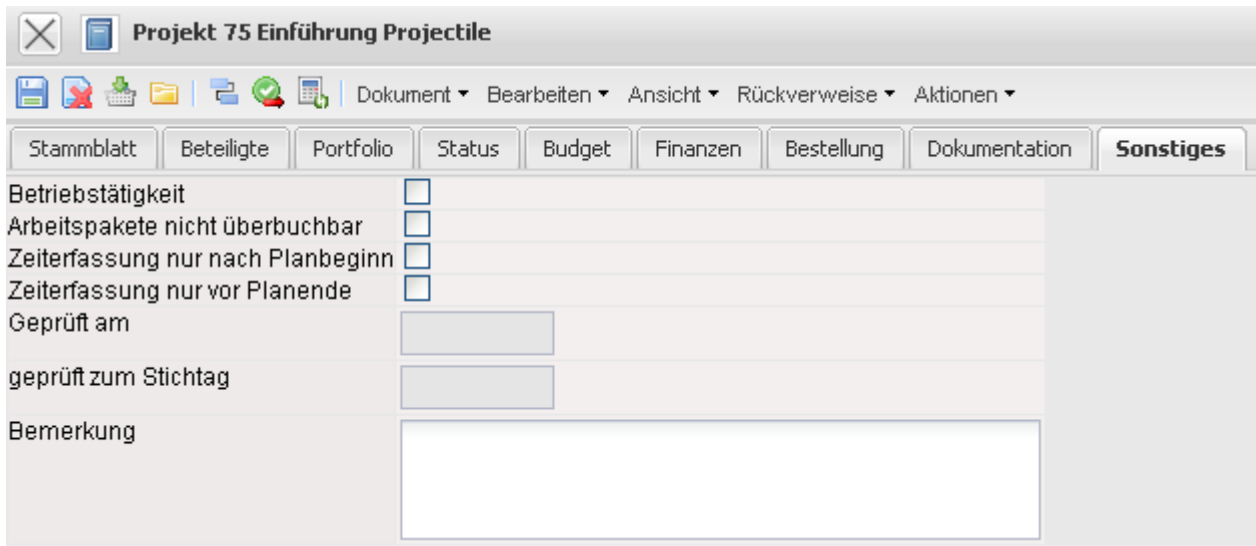 Projekt 75 Einführung Projectile
Dokument Bearbeiten Ansicht Rückverweise Aktionen
Stammblatt Beteiligte Portfolio Status Budget Finanzen Bestellung Dokumentation Sonstiges
Betriebstätigkeit
Arbeitspakete nicht überbuchbar
Zeiterfassung nur nach Planbeginn
Zeiterfassung nur vor Planende
Geprüft am
geprüft zum Stichtag
Bemerkung